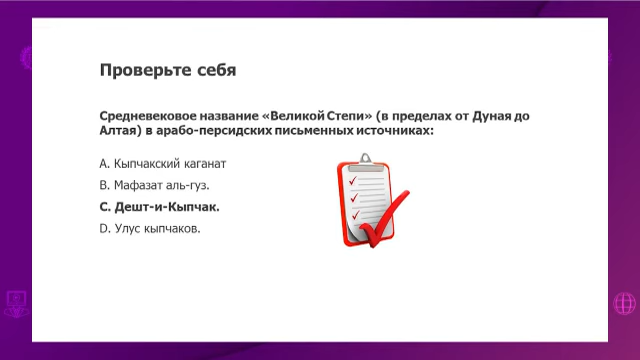 Проверьте себя
Средневековое название «Великой Степи» (в пределах от Дуная до
Алтая) в арабо-персидских письменных источниках:
A. Кыпчакский каганат
B. Мафазат аль-гуз.
C. Дешт-и-Кыпчак.
D. Улус кыпчаков.